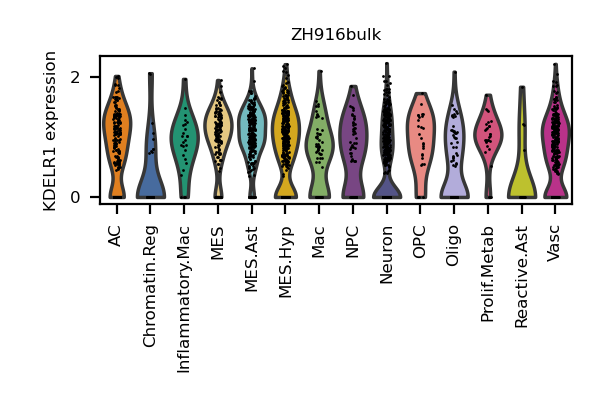 ZH916bulk
KDELR1 expression
2
0
AC
Chromatin.Reg
Inflammatory.Mac
MES
MES.Ast
MES.Hyp
Mac
NPC
Neuron
OPC
Oligo
Prolif.Metab
Reactive.Ast
Vasc